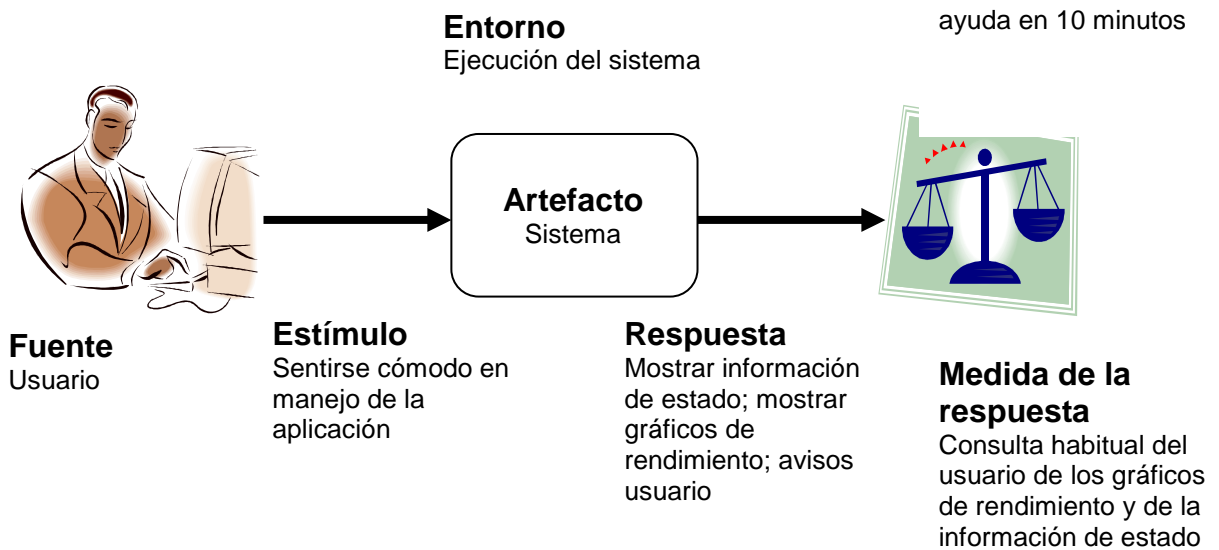 ayuda en 10 minutos
Entorno
Ejecución del sistema
Artefacto
Sistema
Fuente
Usuario
Estímulo
Sentirse cómodo en
manejo de la
aplicación
Respuesta
Mostrar información
de estado; mostrar
gráficos de
rendimiento; avisos
usuario
Medida de la
respuesta
Consulta habitual del
usuario de los gráficos
de rendimiento y de la
información de estado